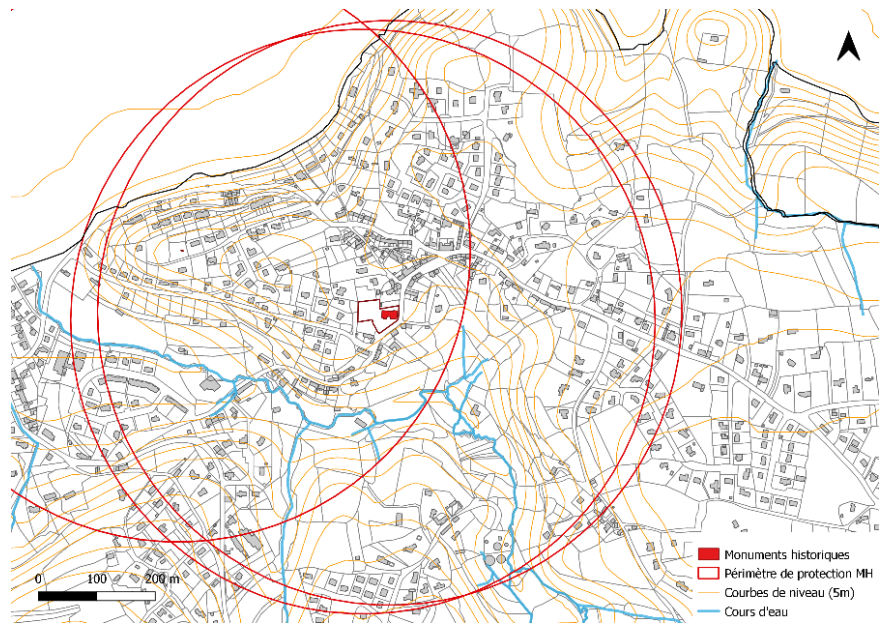 Monuments historiques
Périmètre de protection MH
Courbes de niveau (5m)
Cours d'eau
0 100 200 m